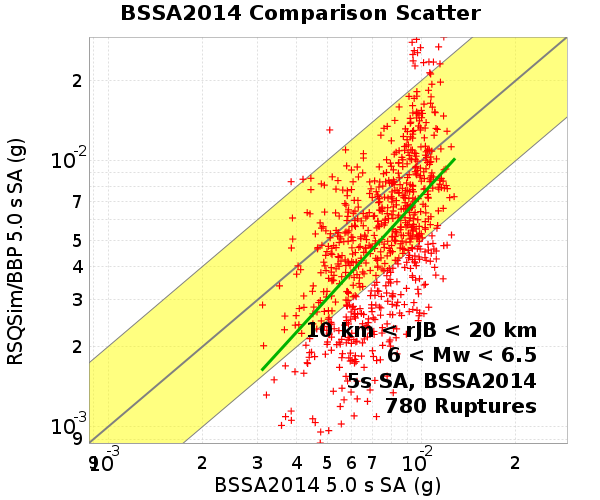 BSSA2014 Comparison Scatter
RSQSim/BBP 5.0 s SA (g)
2
10⁻²
7
5
4
3
2
10⁻³
9
10 km < rJB < 20 km
6 < Mw < 6.5
5s SA, BSSA2014
780 Ruptures
9 10⁻³ 2 3 4 5 6 7 10⁻² 2
BSSA2014 5.0 s SA (g)